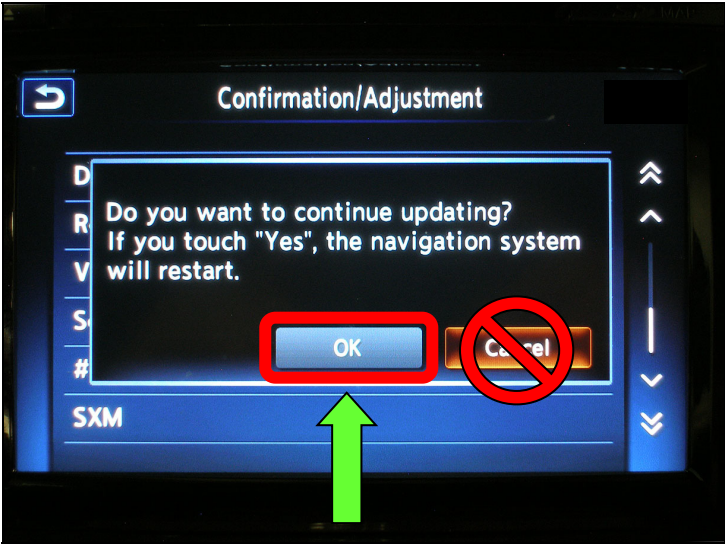 Confirmation/Adjustment
D
R
Do you want to continue updating?
If you touch "Yes", the navigation system
V
will restart.
S
OK
Cancel
#
SXM